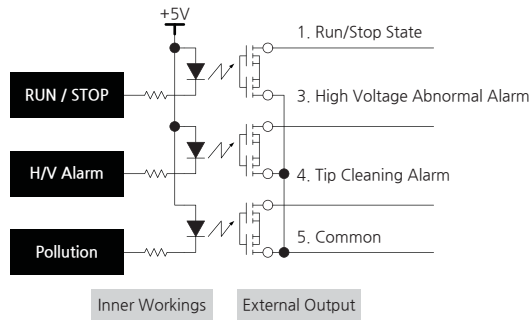 +5V
1. Run/Stop State
RUN / STOP
3. High Voltage Abnormal Alarm
H/V Alarm
4. Tip Cleaning Alarm
Pollution
5. Common
Inner Workings
External Output